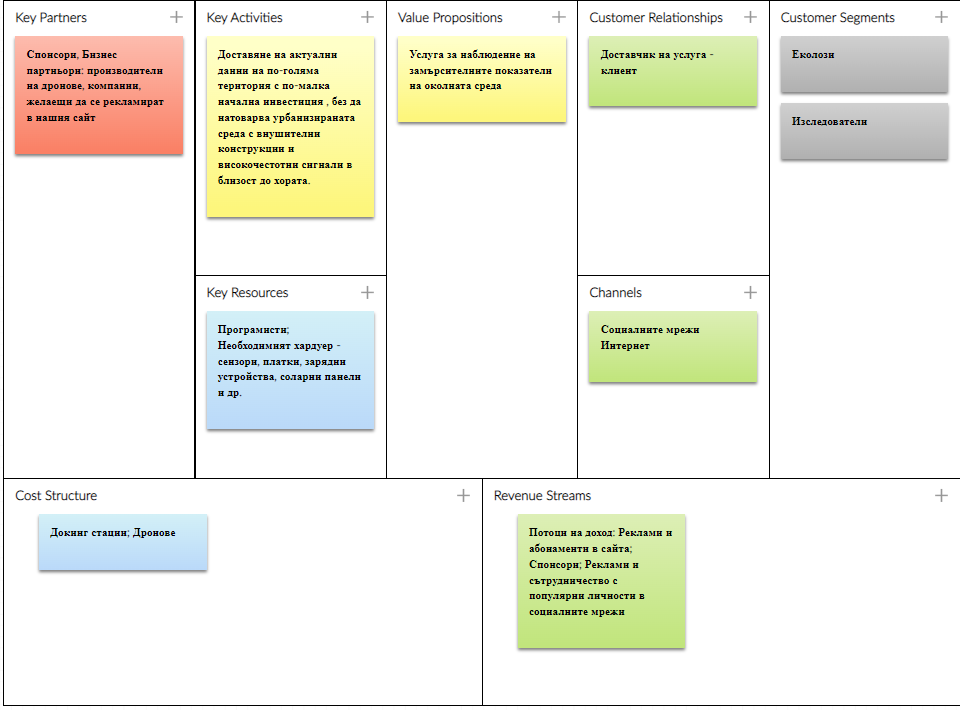 Key Partners
Спонсори, Бизнес
партньори: производители
на дронове, компании,
желаещи да се рекламират
в нашия сайт
Key Activities
Доставяне на актуални
данни на по-голяма
територия с по-малка
начална инвестиция , без да
натоварва урбанизираната
среда с внушителни
конструкции и
високочестотни сигнали в
близост до хората.
Key Resources
Програмисти;
Необходимият хардуер -
сензори, платки, зарядни
устройства, соларни панели
и др.
Value Propositions
Услуга за наблюдение на
замърсителните показатели
на околната среда
Customer Relationships
Доставчик на услуга -
клиент
Channels
Социалните мрежи
Интернет
Customer Segments
Еколози
Изследователи
Cost Structure
Докинг станции; Дронове
Revenue Streams
Потоци на доход: Реклами и
абонаменти в сайта;
Спонсори; Реклами и
сътрудничество с
популярни личности в
социалните мрежи